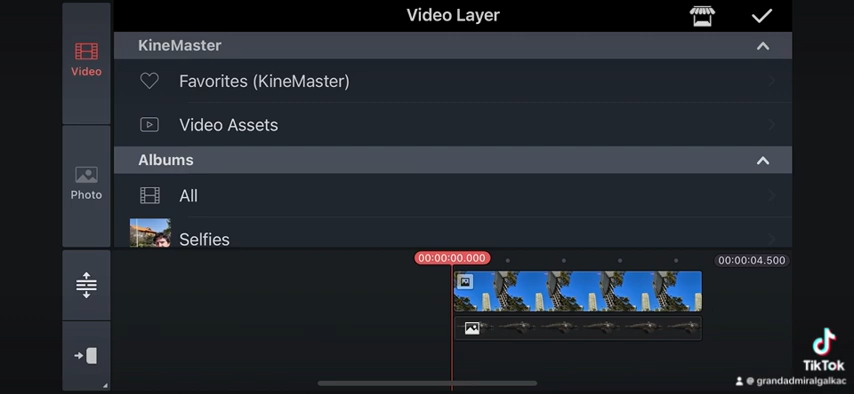 Video Layer
Video
KineMaster
Favorites (KineMaster)
Video Assets
Photo
Albums
All
Selfies
00:00:00.000
00:00:04.500
TikTok
@ grandadmiralgalkac